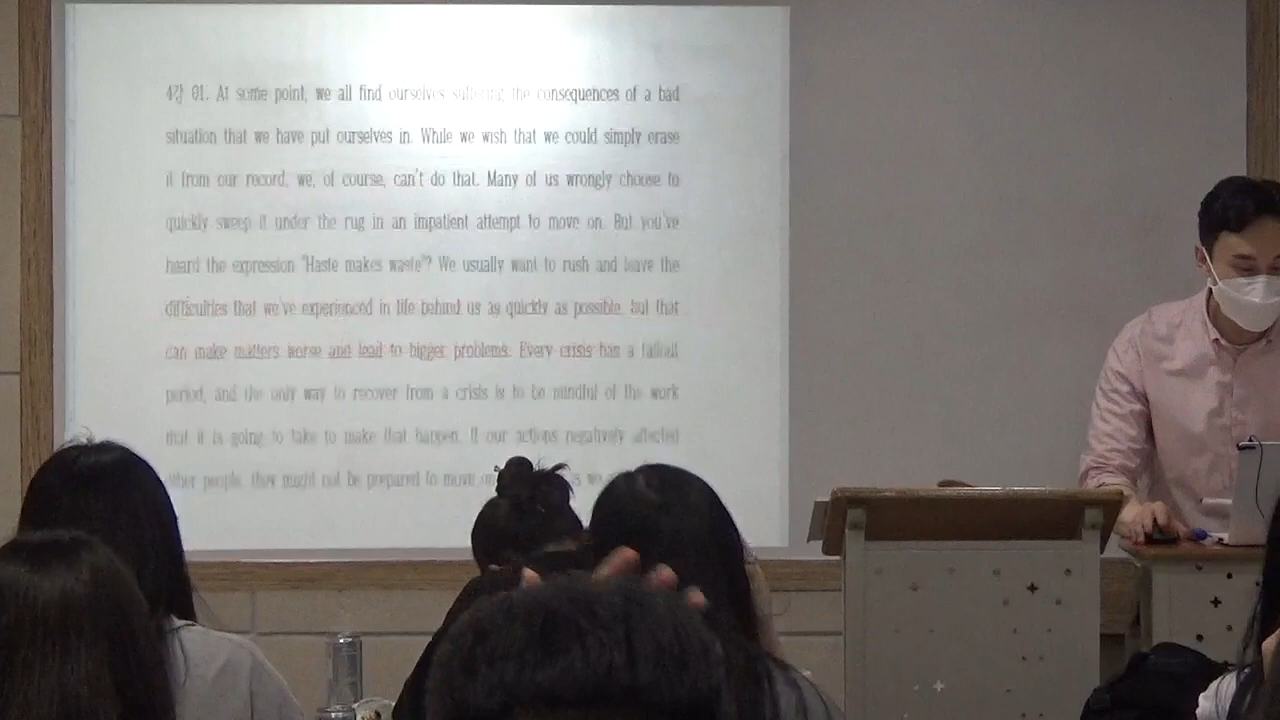 4강 01. At some point, we all find ourselves suffering the consequences of a bad
situation that we have put ourselves in. While we wish that we could simply erase
it from our record, we, of course, can't do that. Many of us wrongly choose to
quickly sweep it under the rug in an impatient attempt to move on. But you've
heard the expression "Haste makes waste"? We usually want to rush and leave the
difficulties that we've experienced in life behind us as quickly as possible, but that
can make matters worse and lead to bigger problems. Every crisis has a fallout
period, and the only way to recover from a crisis is to be mindful of the work
that it is going to take to make that happen. If our actions negatively affected
other people, they might not be prepared to move on